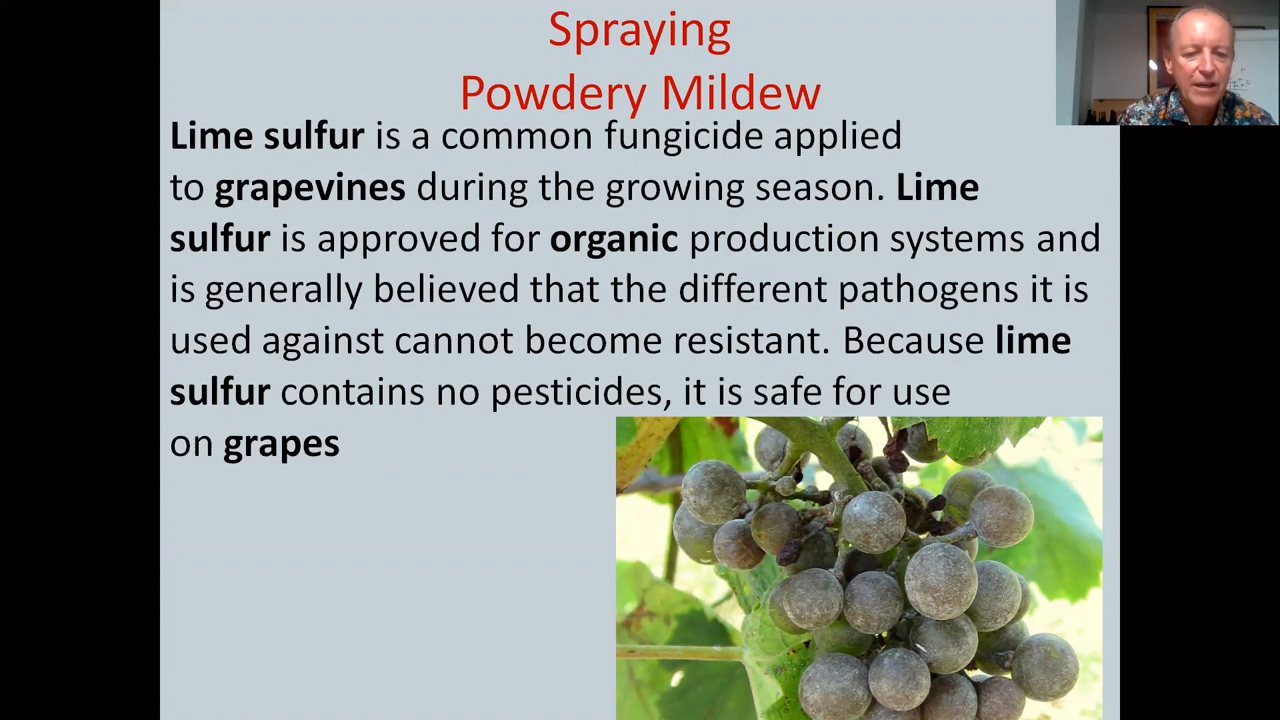 Spraying
Powdery Mildew
Lime sulfur is a common fungicide applied
to grapevines during the growing season. Lime
sulfur is approved for organic production systems and
is generally believed that the different pathogens it is
used against cannot become resistant. Because lime
sulfur contains no pesticides, it is safe for use
on grapes